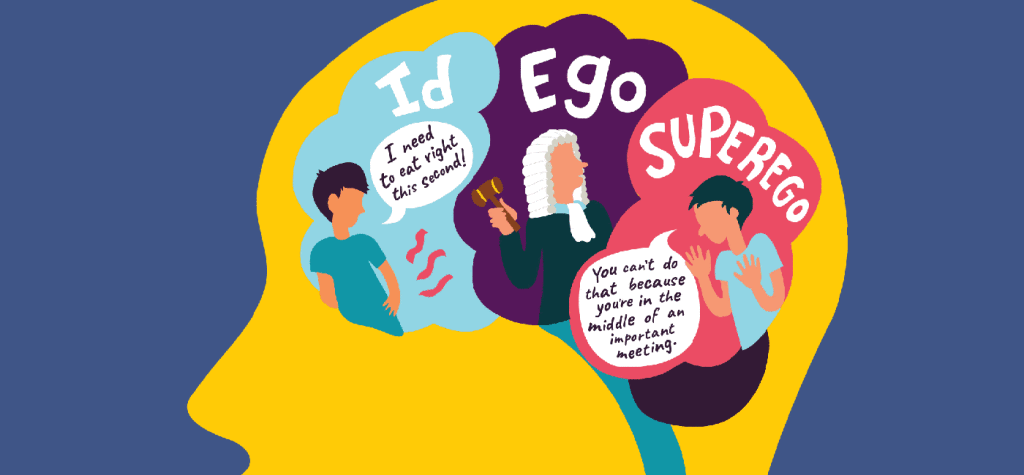 Id
I need
to eat right
this second!
Ego
SUPEREGO
You can't do
that because
you're in the
middle of an
important
meeting.